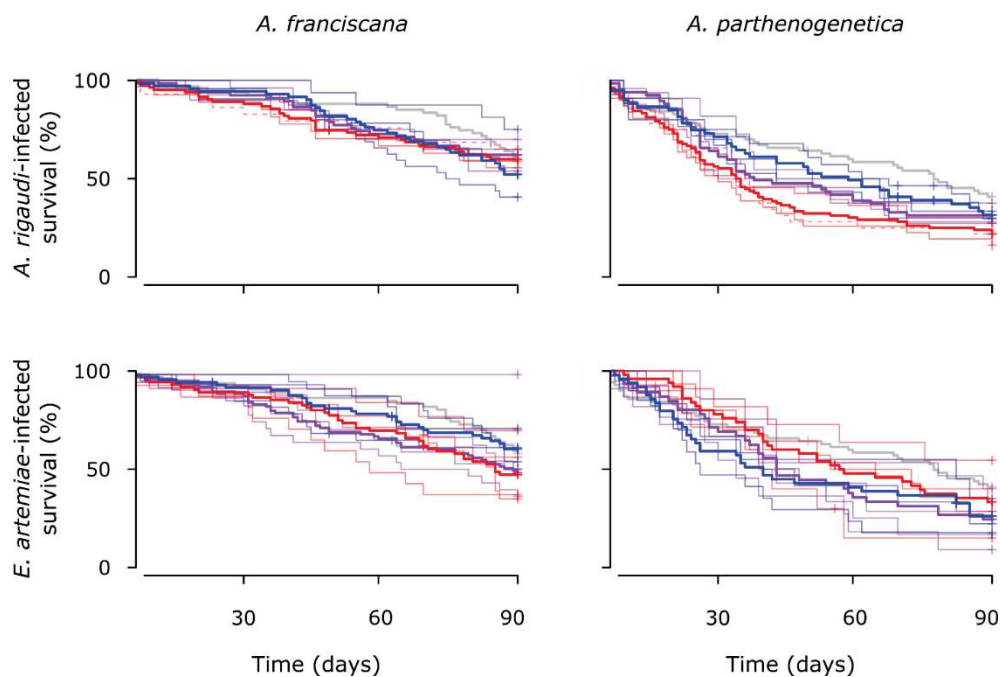 A. franciscana
A. parthenogenetica
A. rigaudi-infected
survival (%)
100
50
0
E. artemiae-infected
survival (%)
100
50
0
30
60
90
30
60
90
Time (days)
Time (days)